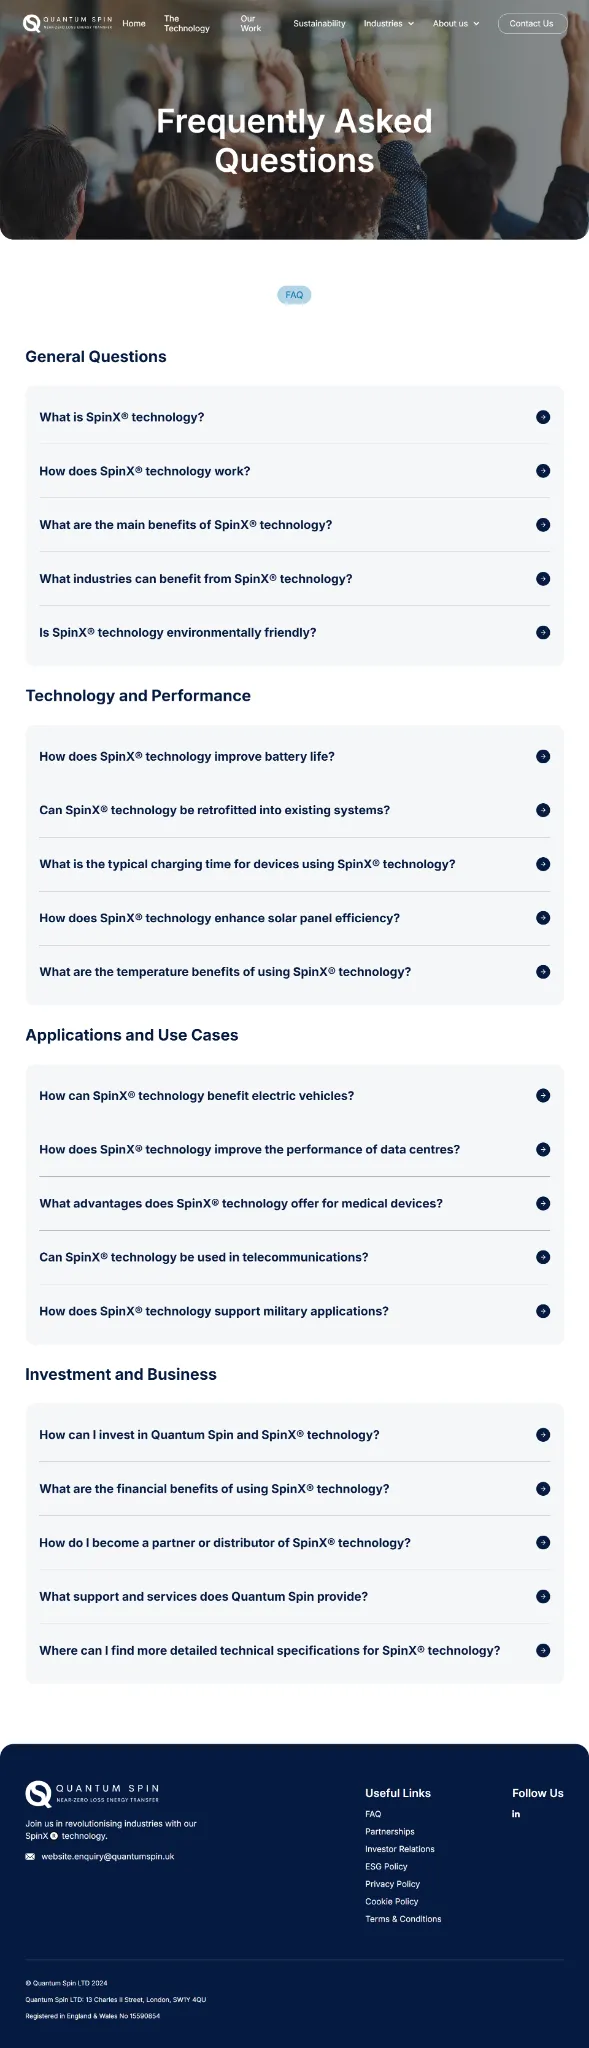 QUANTUM SPIN
NEAR-ZERO LOSS ENERGY TRANSFER
Home
The Technology
Our Work
Sustainability
Industries
About us
Contact Us
Frequently Asked
Questions
FAQ
General Questions
What is SpinX® technology?
How does SpinX® technology work?
What are the main benefits of SpinX® technology?
What industries can benefit from SpinX® technology?
Is SpinX® technology environmentally friendly?
Technology and Performance
How does SpinX® technology improve battery life?
Can SpinX® technology be retrofitted into existing systems?
What is the typical charging time for devices using SpinX® technology?
How does SpinX® technology enhance solar panel efficiency?
What are the temperature benefits of using SpinX® technology?
Applications and Use Cases
How can SpinX® technology benefit electric vehicles?
How does SpinX® technology improve the performance of data centres?
What advantages does SpinX® technology offer for medical devices?
Can SpinX® technology be used in telecommunications?
How does SpinX® technology support military applications?
Investment and Business
How can I invest in Quantum Spin and SpinX® technology?
What are the financial benefits of using SpinX® technology?
How do I become a partner or distributor of SpinX® technology?
What support and services does Quantum Spin provide?
Where can I find more detailed technical specifications for SpinX® technology?
QUANTUM SPIN
NEAR-ZERO LOSS ENERGY TRANSFER
Join us in revolutionising industries with our
SpinX® technology.
website.enquiry@quantumspin.uk
Useful Links
FAQ
Partnerships
Investor Relations
ESG Policy
Privacy Policy
Cookie Policy
Terms & Conditions
Follow Us
in
© Quantum Spin LTD 2024
Quantum Spin LTD: 13 Charles II Street, London, SW1Y 4QU
Registered in England & Wales No 15590854